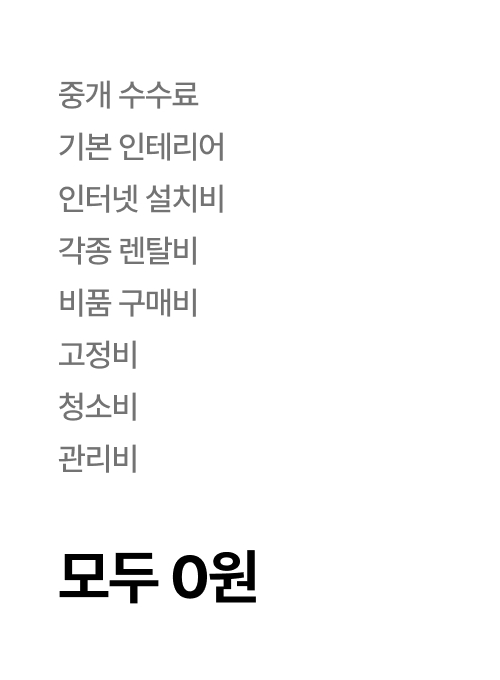 중개 수수료
기본 인테리어
인터넷 설치비
각종 렌탈비
비품 구매비
고정비
청소비
관리비
모두 0원